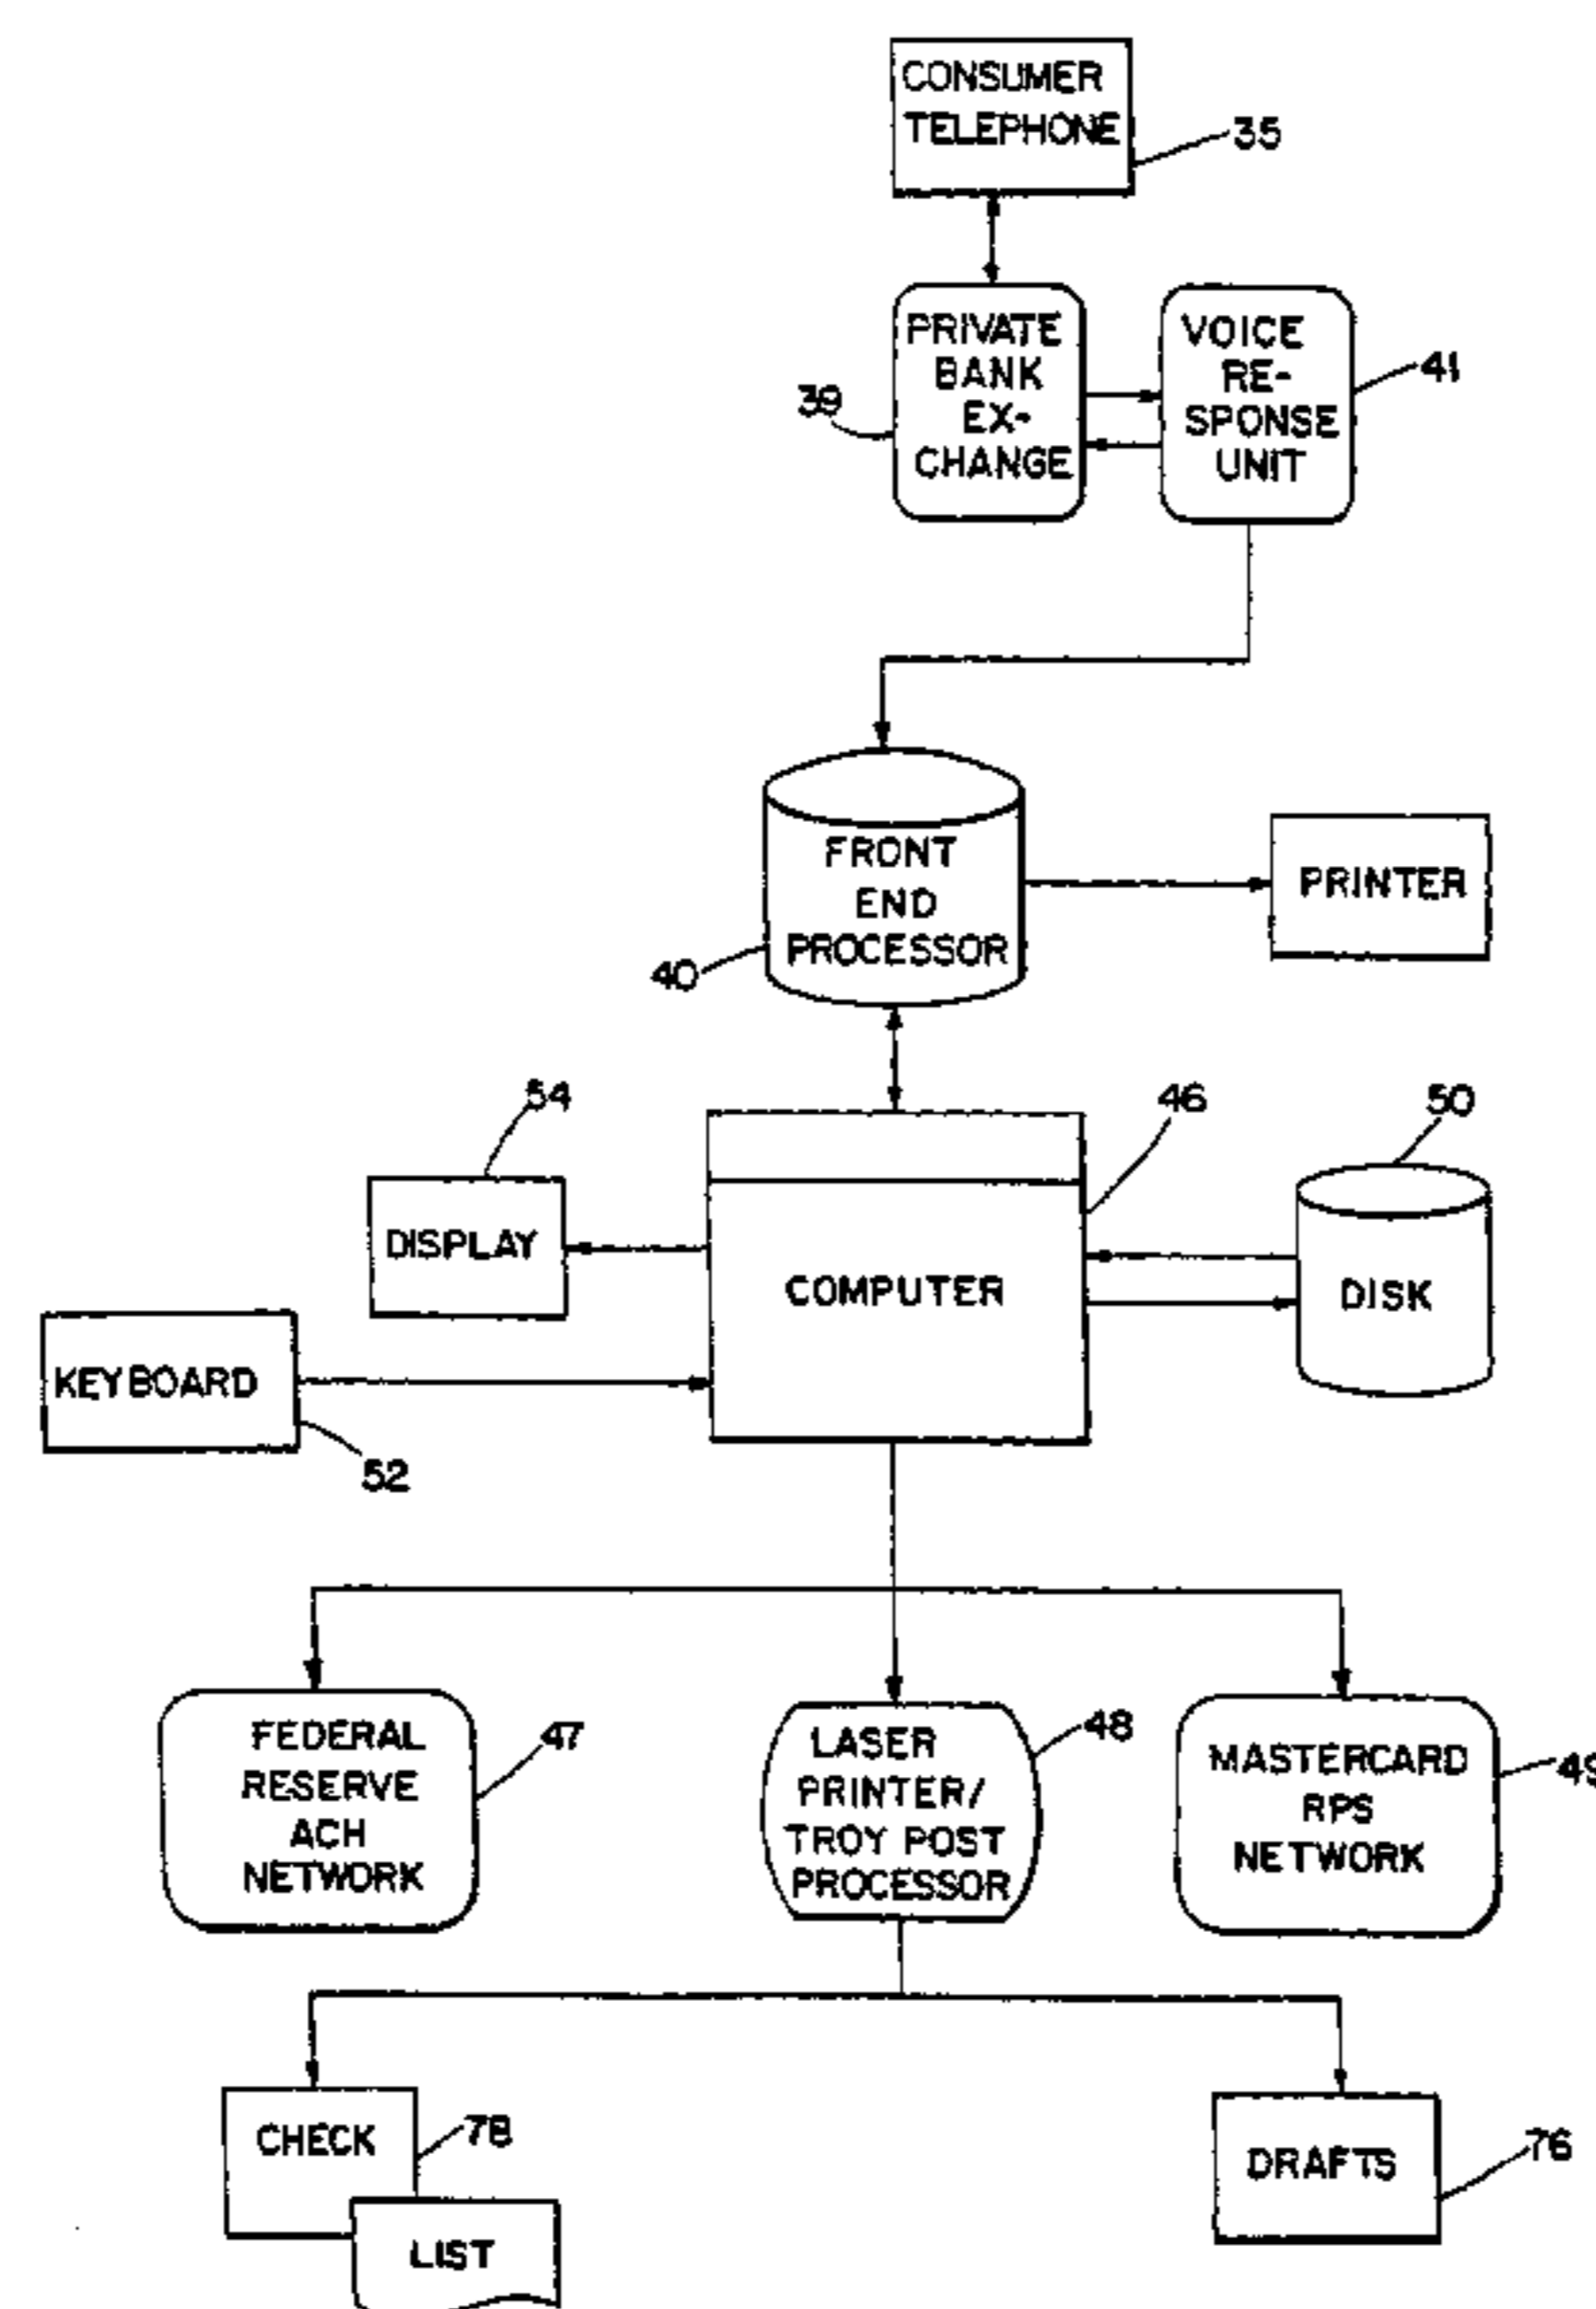 CONSUMER
TELEPHONE
35
PRIVATE
BANK
EX-
CHANGE
39
VOICE
RE-
SPONSE
UNIT
41
FRONT
END
PROCESSOR
40
PRINTER
54
46
50
DISPLAY
COMPUTER
DISK
KEYBOARD
52
FEDERAL
RESERVE
ACH
NETWORK
47
LASER
PRINTER/
TROY POST
PROCESSOR
48
MASTERCARD
RPS
NETWORK
49
CHECK
78
LIST
DRAFTS
76